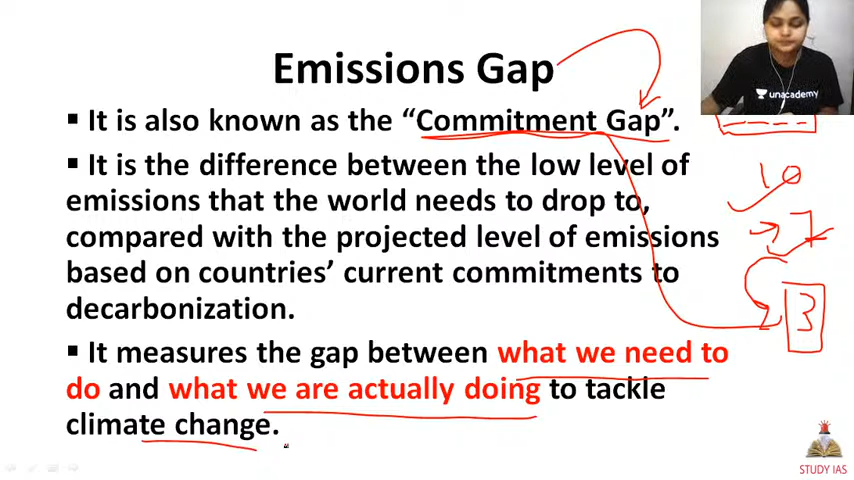 Emissions Gap
unacademy
▪ It is also known as the “Commitment Gap”.
▪ It is the difference between the low level of
emissions that the world needs to drop to,
compared with the projected level of emissions
based on countries’ current commitments to
decarbonization.
▪ It measures the gap between what we need to
do and what we are actually doing to tackle
climate change.
10
7
3
STUDY IAS